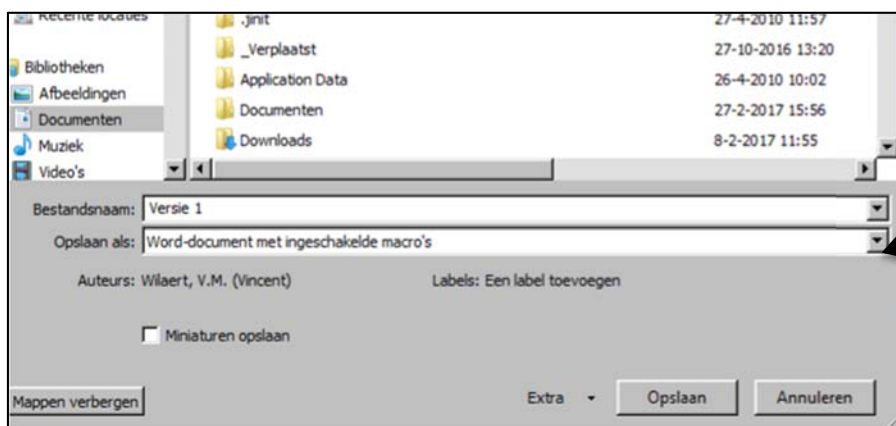 Recente locaties
.jinit 27-4-2010 11:57
_Verplaatst 27-10-2016 13:20
Bibliotheken
Application Data 26-4-2010 10:02
Afbeeldingen
Documenten 27-2-2017 15:56
Documenten
Downloads 8-2-2017 11:55
Muziek
Video's
Bestandsnaam: Versie 1
Opslaan als: Word-document met ingeschakelde macro's
Auteurs: Wilaert, V.M. (Vincent) Labels: Een label toevoegen
Miniaturen opslaan
Mappen verbergen Extra Opslaan Annuleren